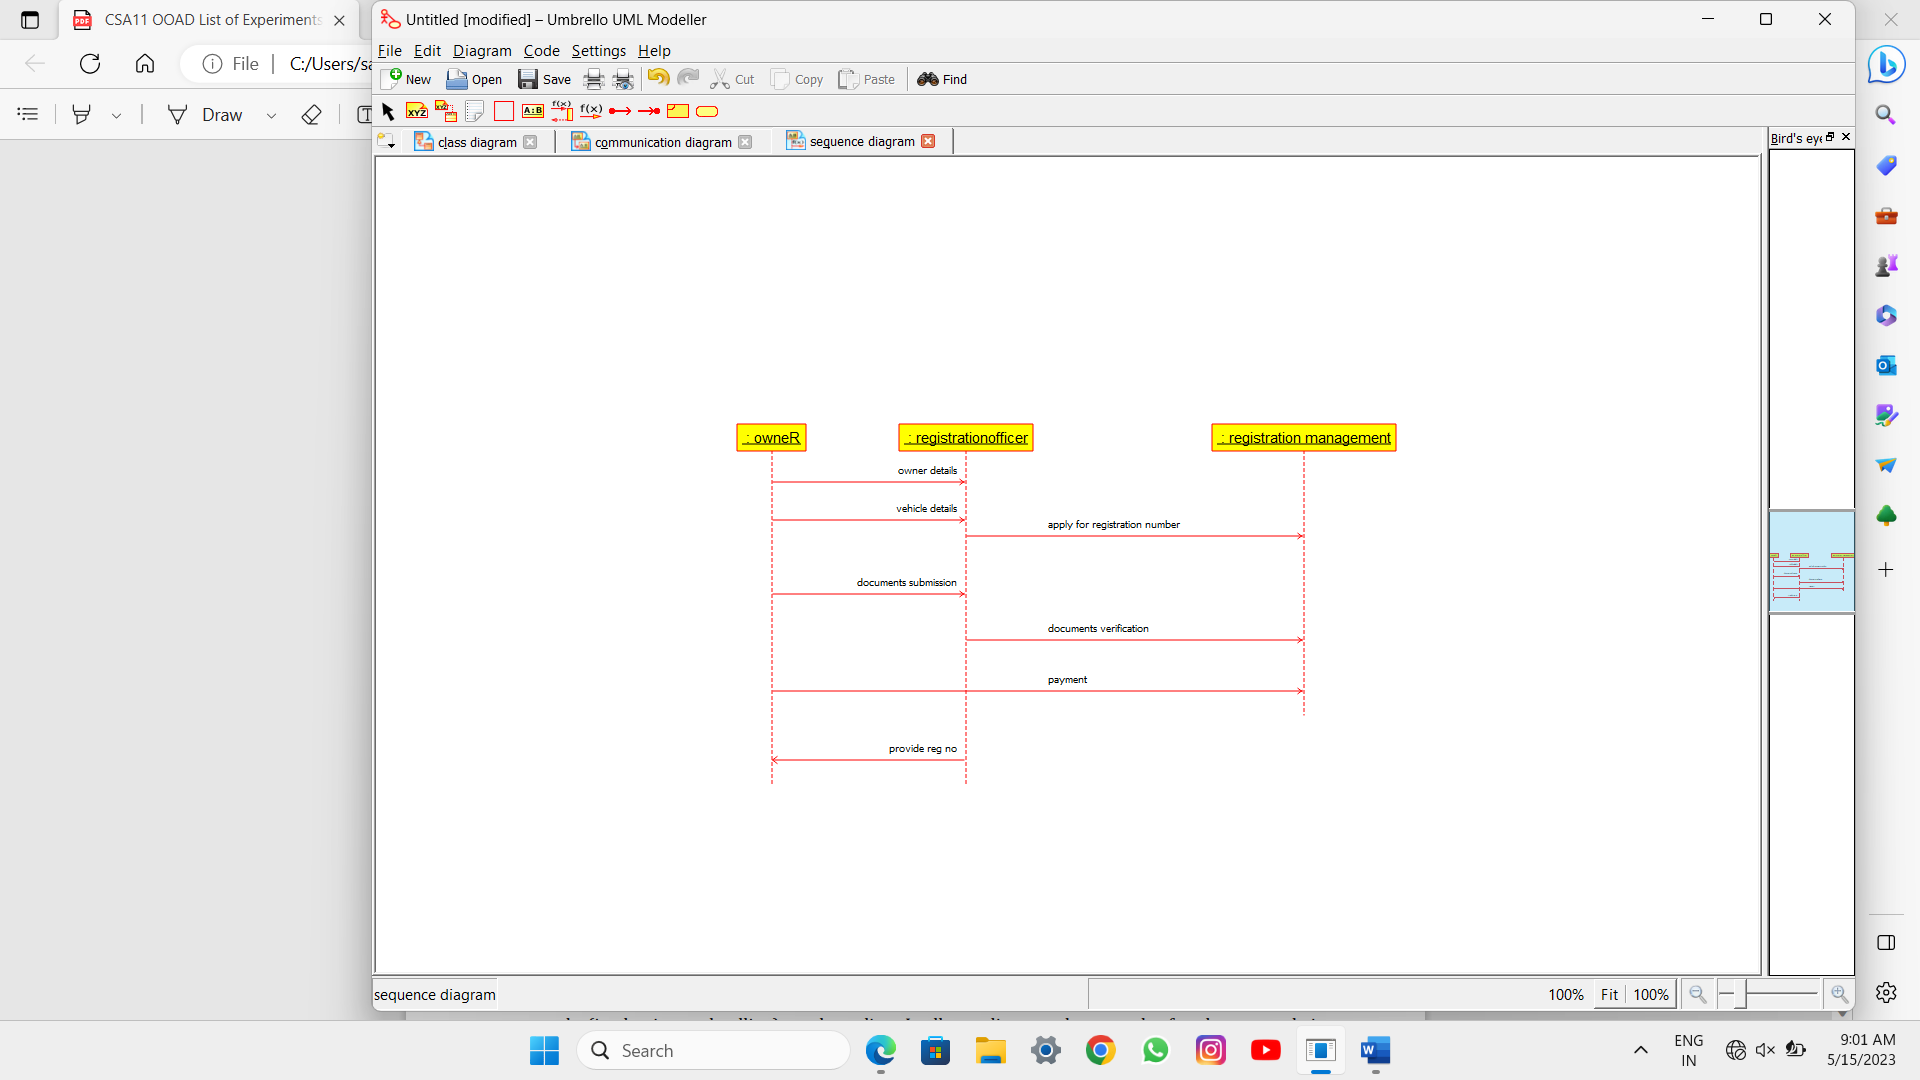 CSA11 OOAD List of Experiments
Untitled [modified] – Umbrello UML Modeller
File Edit Diagram Code Settings Help
File C:/Users/sa
New Open Save Cut Copy Paste Find
Draw
XYZ XYZ A:B f(x) f(x)
class diagram communication diagram sequence diagram
Bird's eye
: owneR : registrationofficer : registration management
owner details
vehicle details
apply for registration number
documents submission
documents verification
payment
provide reg no
sequence diagram 100% Fit 100%
Search
ENG
IN
9:01 AM
5/15/2023